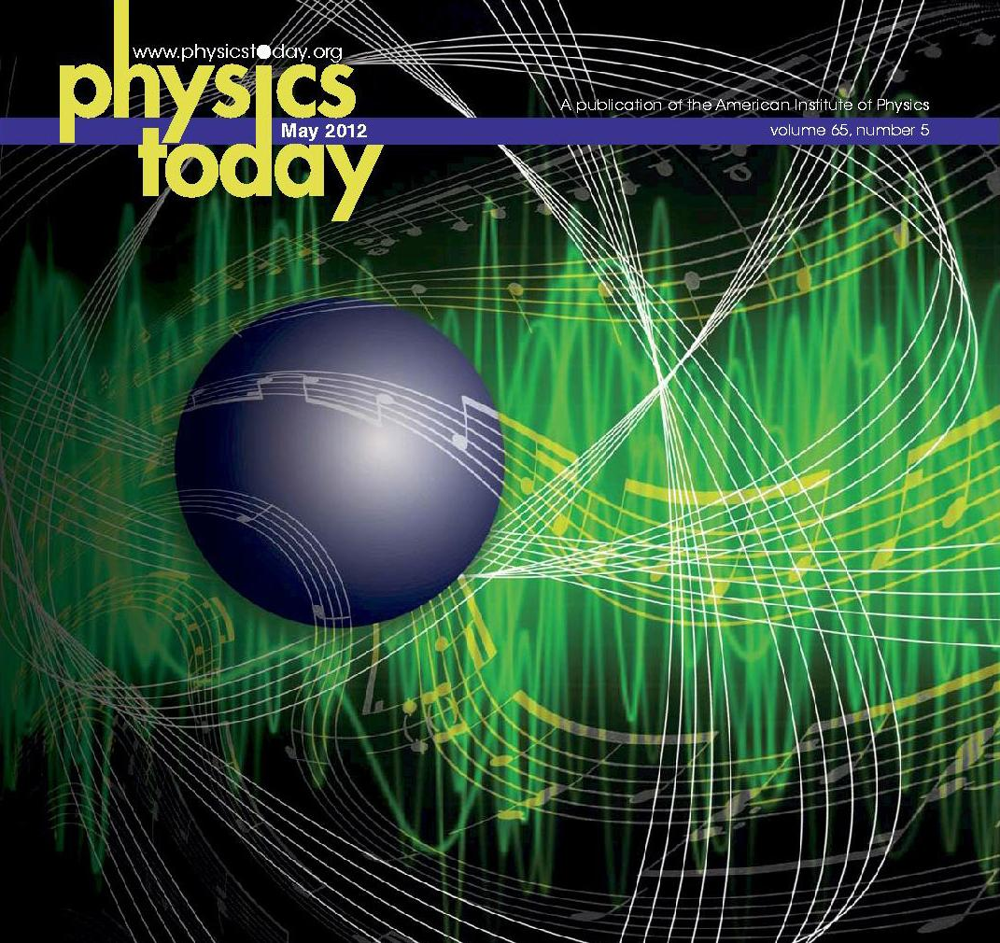 www.physicstoday.org
physics
today
May 2012
A publication of the American Institute of Physics
volume 65, number 5